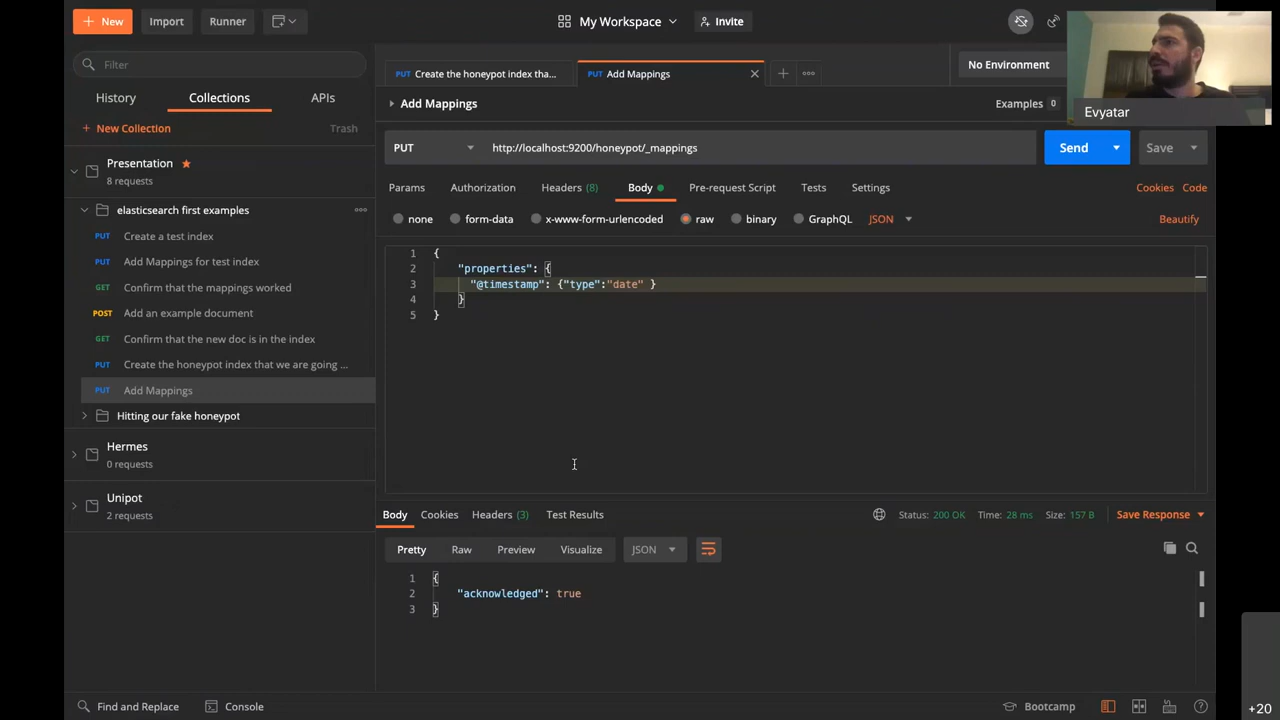 New
Import
Runner
My Workspace
Invite
Filter
History
Collections
APIs
New Collection
Trash
Presentation
8 requests
elasticsearch first examples
PUT Create a test index
PUT Add Mappings for test index
GET Confirm that the mappings worked
POST Add an example document
GET Confirm that the new doc is in the index
PUT Create the honeypot index that we are going ...
PUT Add Mappings
Hitting our fake honeypot
Hermes
0 requests
Unipot
2 requests
PUT Create the honeypot index tha...
PUT Add Mappings
No Environment
Evyatar
Add Mappings
Examples 0
PUT
http://localhost:9200/honeypot/_mappings
Send
Save
Params
Authorization
Headers (8)
Body
Pre-request Script
Tests
Settings
Cookies
Code
none
form-data
x-www-form-urlencoded
raw
binary
GraphQL
JSON
Beautify
1 {
2 "properties": {
3 "@timestamp": {"type":"date" }
4 }
5 }
Body
Cookies
Headers (3)
Test Results
Status: 200 OK
Time: 28 ms
Size: 157 B
Save Response
Pretty
Raw
Preview
Visualize
JSON
1 {
2 "acknowledged": true
3 }
Find and Replace
Console
Bootcamp
+20